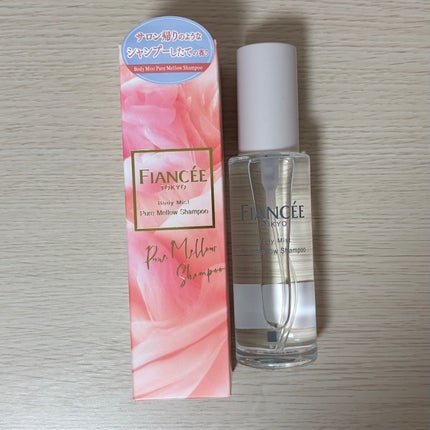 サロン帰りのような
シャンプーしたての香り
Body Mist Pure Mellow Shampoo
FIANCÉE
TOKYO
Body Mist
Pure Mellow Shampoo
Pure Mellow
Shampoo
FIANCÉE
TOKYO
Body Mist
Mellow Shampoo